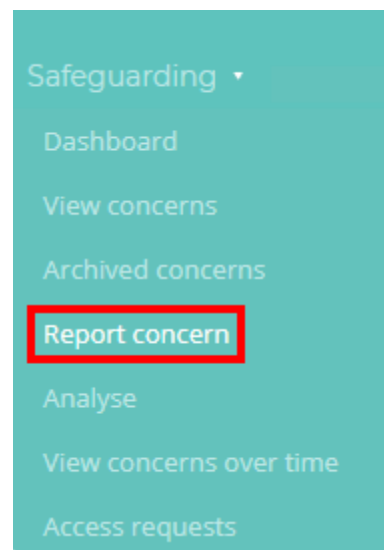 Safeguarding
Dashboard
View concerns
Archived concerns
Report concern
Analyse
View concerns over time
Access requests